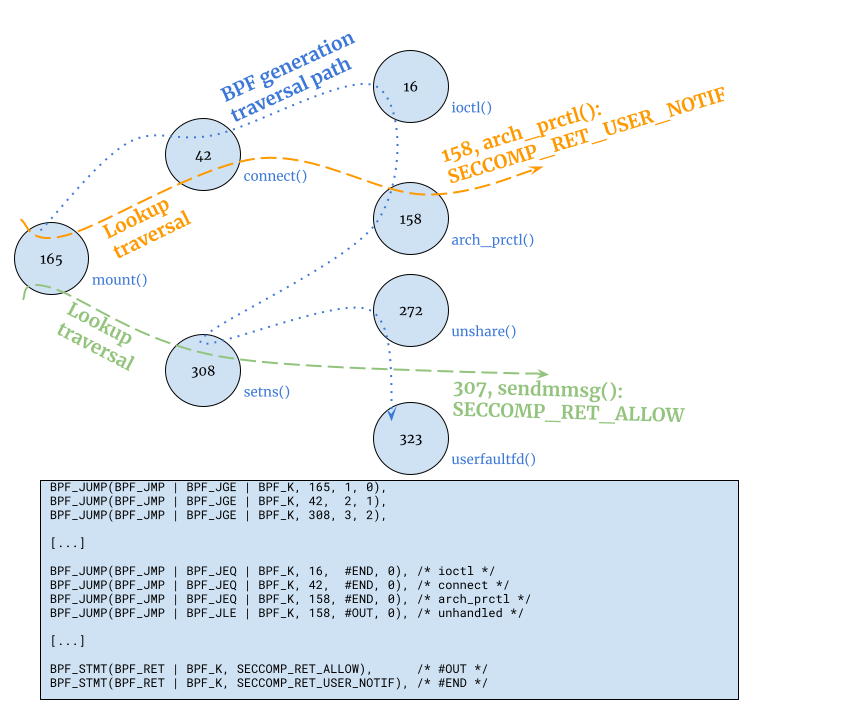 BPF generation
traversal path
16
ioctl()
42
connect()
158, arch_prctl():
SECCOMP_RET_USER_NOTIF
Lookup
traversal
158
arch_prctl()
165
mount()
272
unshare()
Lookup
traversal
308
setns()
307, sendmmsg():
SECCOMP_RET_ALLOW
323
userfaultfd()
BPF_JUMP(BPF_JMP | BPF_JGE | BPF_K, 165, 1, 0),
BPF_JUMP(BPF_JMP | BPF_JGE | BPF_K, 42,  2, 1),
BPF_JUMP(BPF_JMP | BPF_JGE | BPF_K, 308, 3, 2),
[...]
BPF_JUMP(BPF_JMP | BPF_JEQ | BPF_K, 16,  #END, 0), /* ioctl */
BPF_JUMP(BPF_JMP | BPF_JEQ | BPF_K, 42,  #END, 0), /* connect */
BPF_JUMP(BPF_JMP | BPF_JEQ | BPF_K, 158, #END, 0), /* arch_prctl */
BPF_JUMP(BPF_JMP | BPF_JLE | BPF_K, 158, #OUT, 0), /* unhandled */
[...]
BPF_STMT(BPF_RET | BPF_K, SECCOMP_RET_ALLOW),      /* #OUT */
BPF_STMT(BPF_RET | BPF_K, SECCOMP_RET_USER_NOTIF), /* #END */